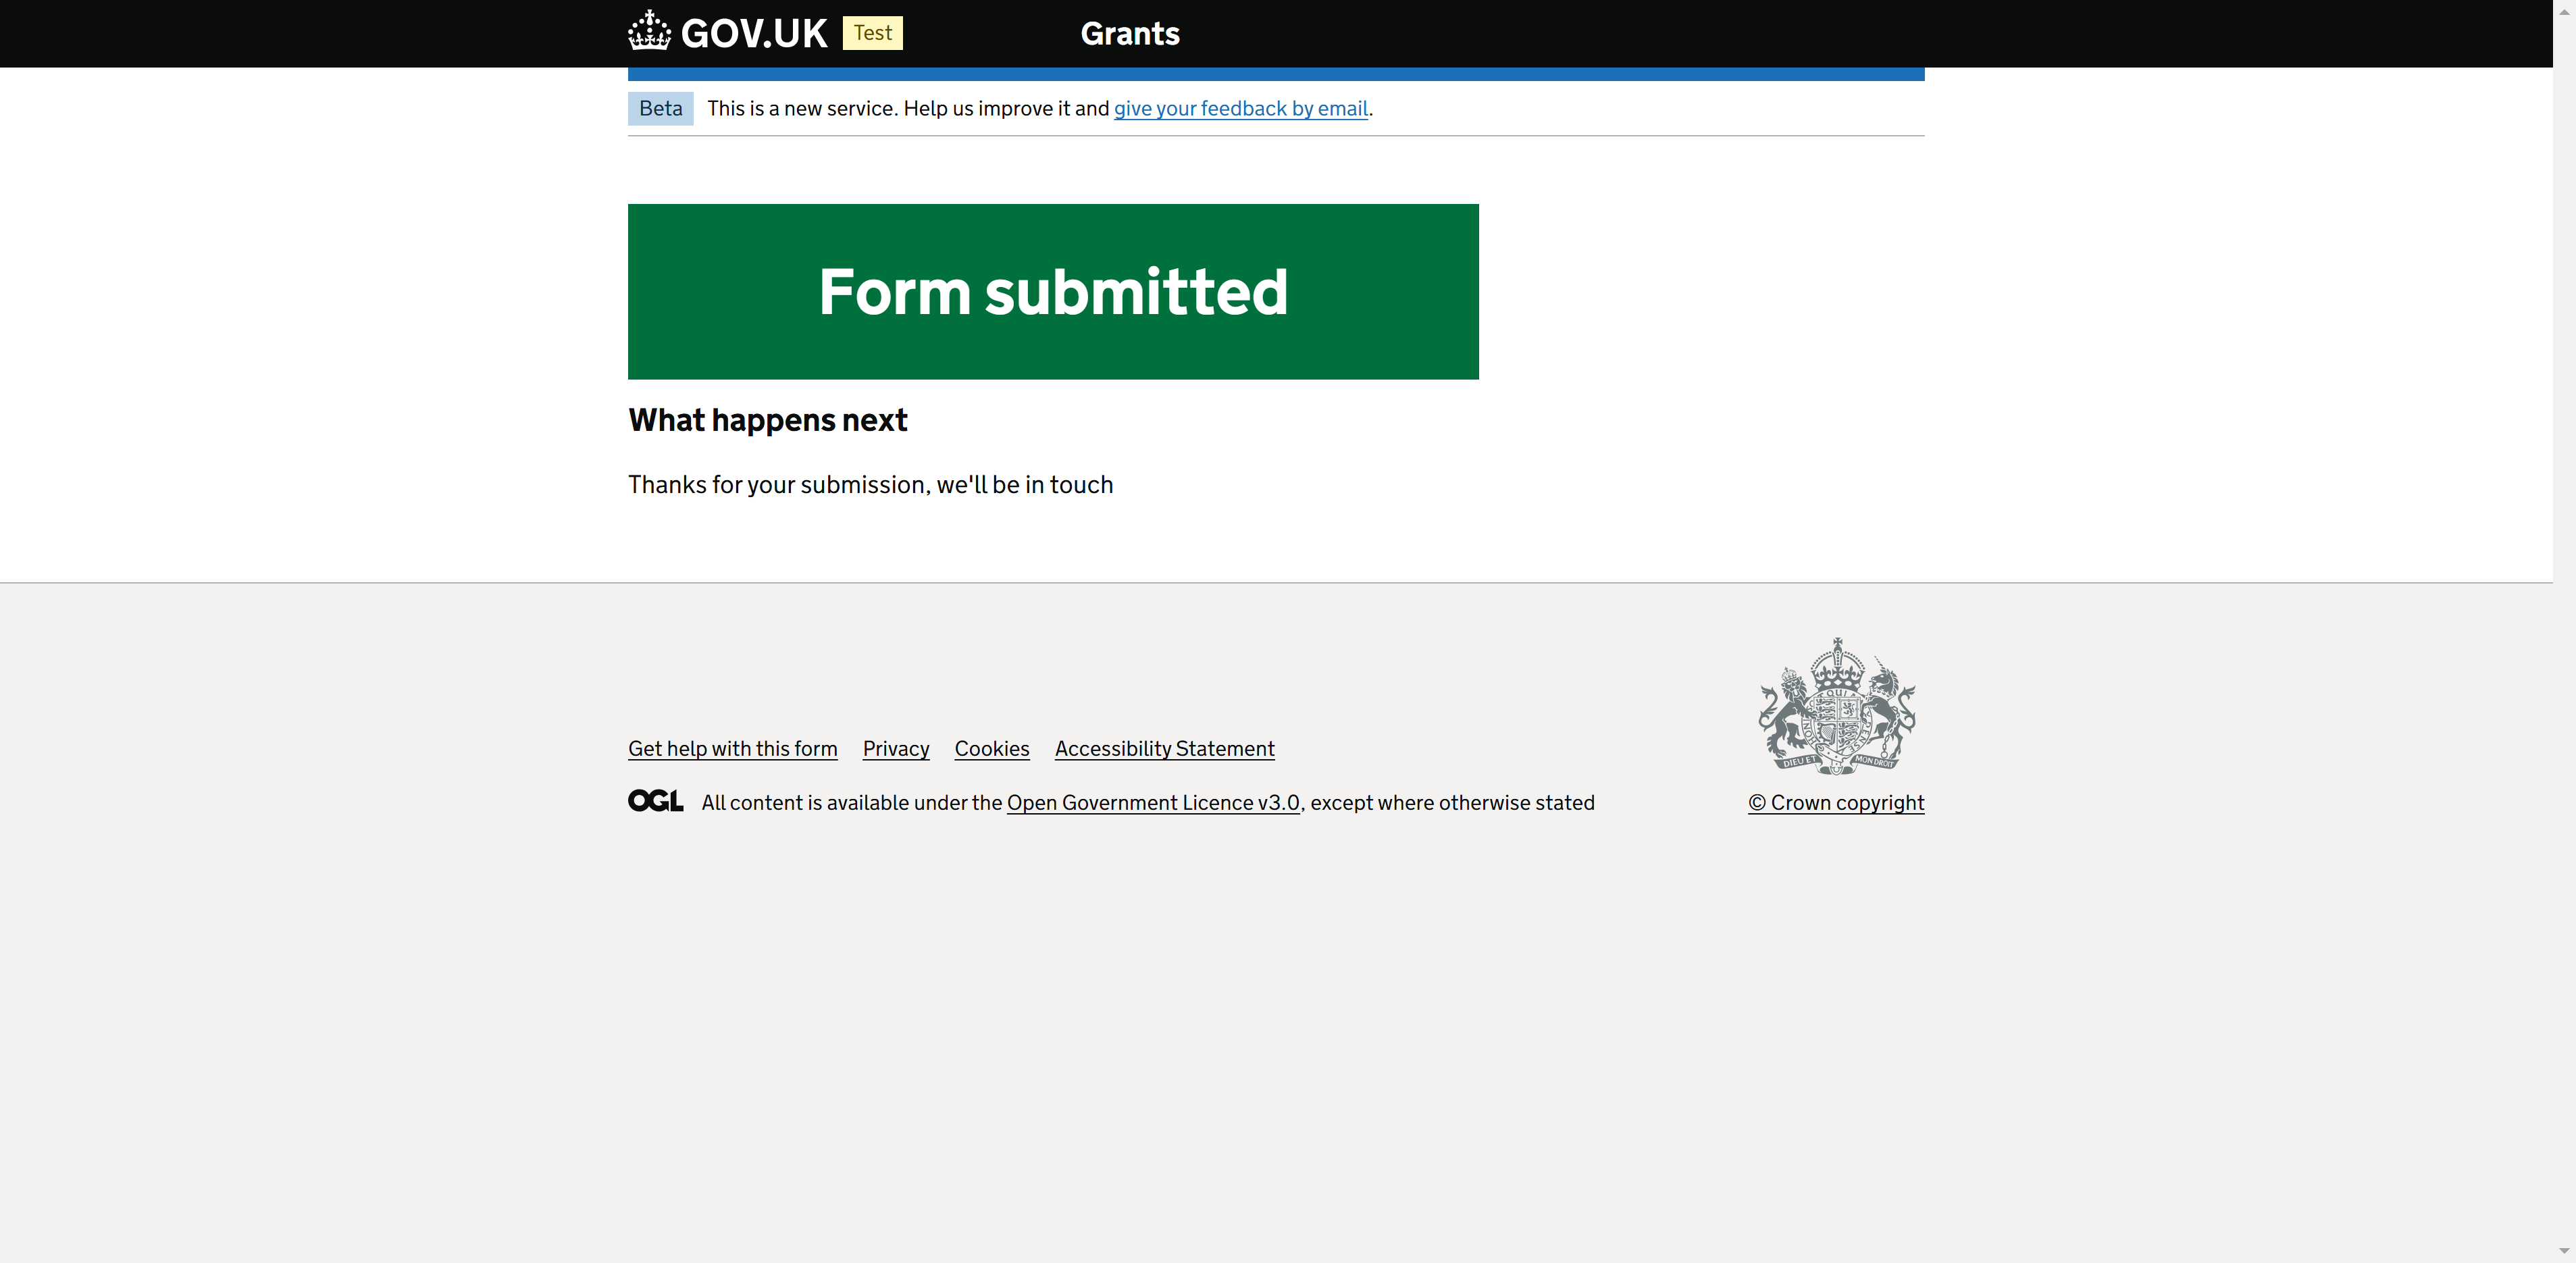 GOV.UK Test Grants
Beta This is a new service. Help us improve it and give your feedback by email.
Form submitted
What happens next
Thanks for your submission, we'll be in touch
Get help with this form Privacy Cookies Accessibility Statement
OGL All content is available under the Open Government Licence v3.0, except where otherwise stated
DIEU ET MON DROIT
© Crown copyright